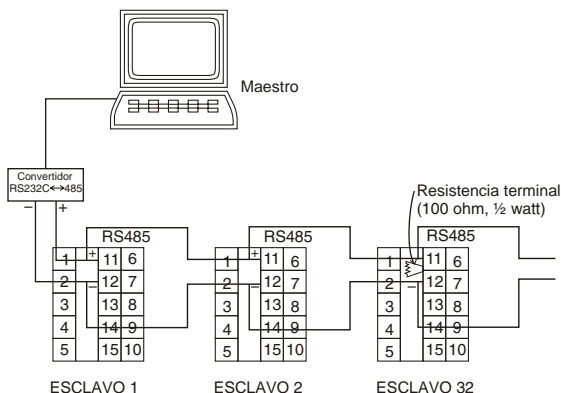 Maestro
Convertidor
RS232C↔485
− +
Resistencia terminal
(100 ohm, ½ watt)
RS485 RS485 RS485
1 + 11 6 1 + 11 6 1 11 6
2 − 12 7 2 − 12 7 2 − 12 7
3 13 8 3 13 8 3 13 8
4 14 9 4 14 9 4 14 9
5 15 10 5 15 10 5 15 10
ESCLAVO 1 ESCLAVO 2 ESCLAVO 32